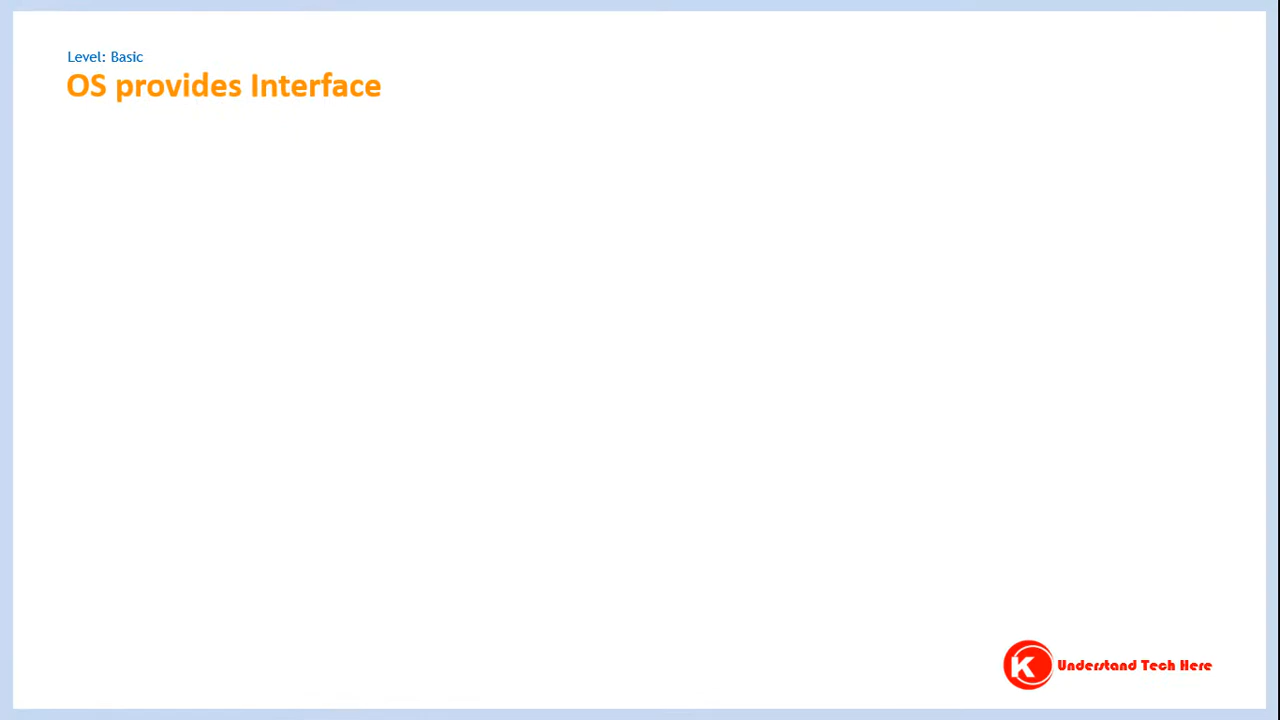 Level: Basic
OS provides Interface
K
Understand Tech Here